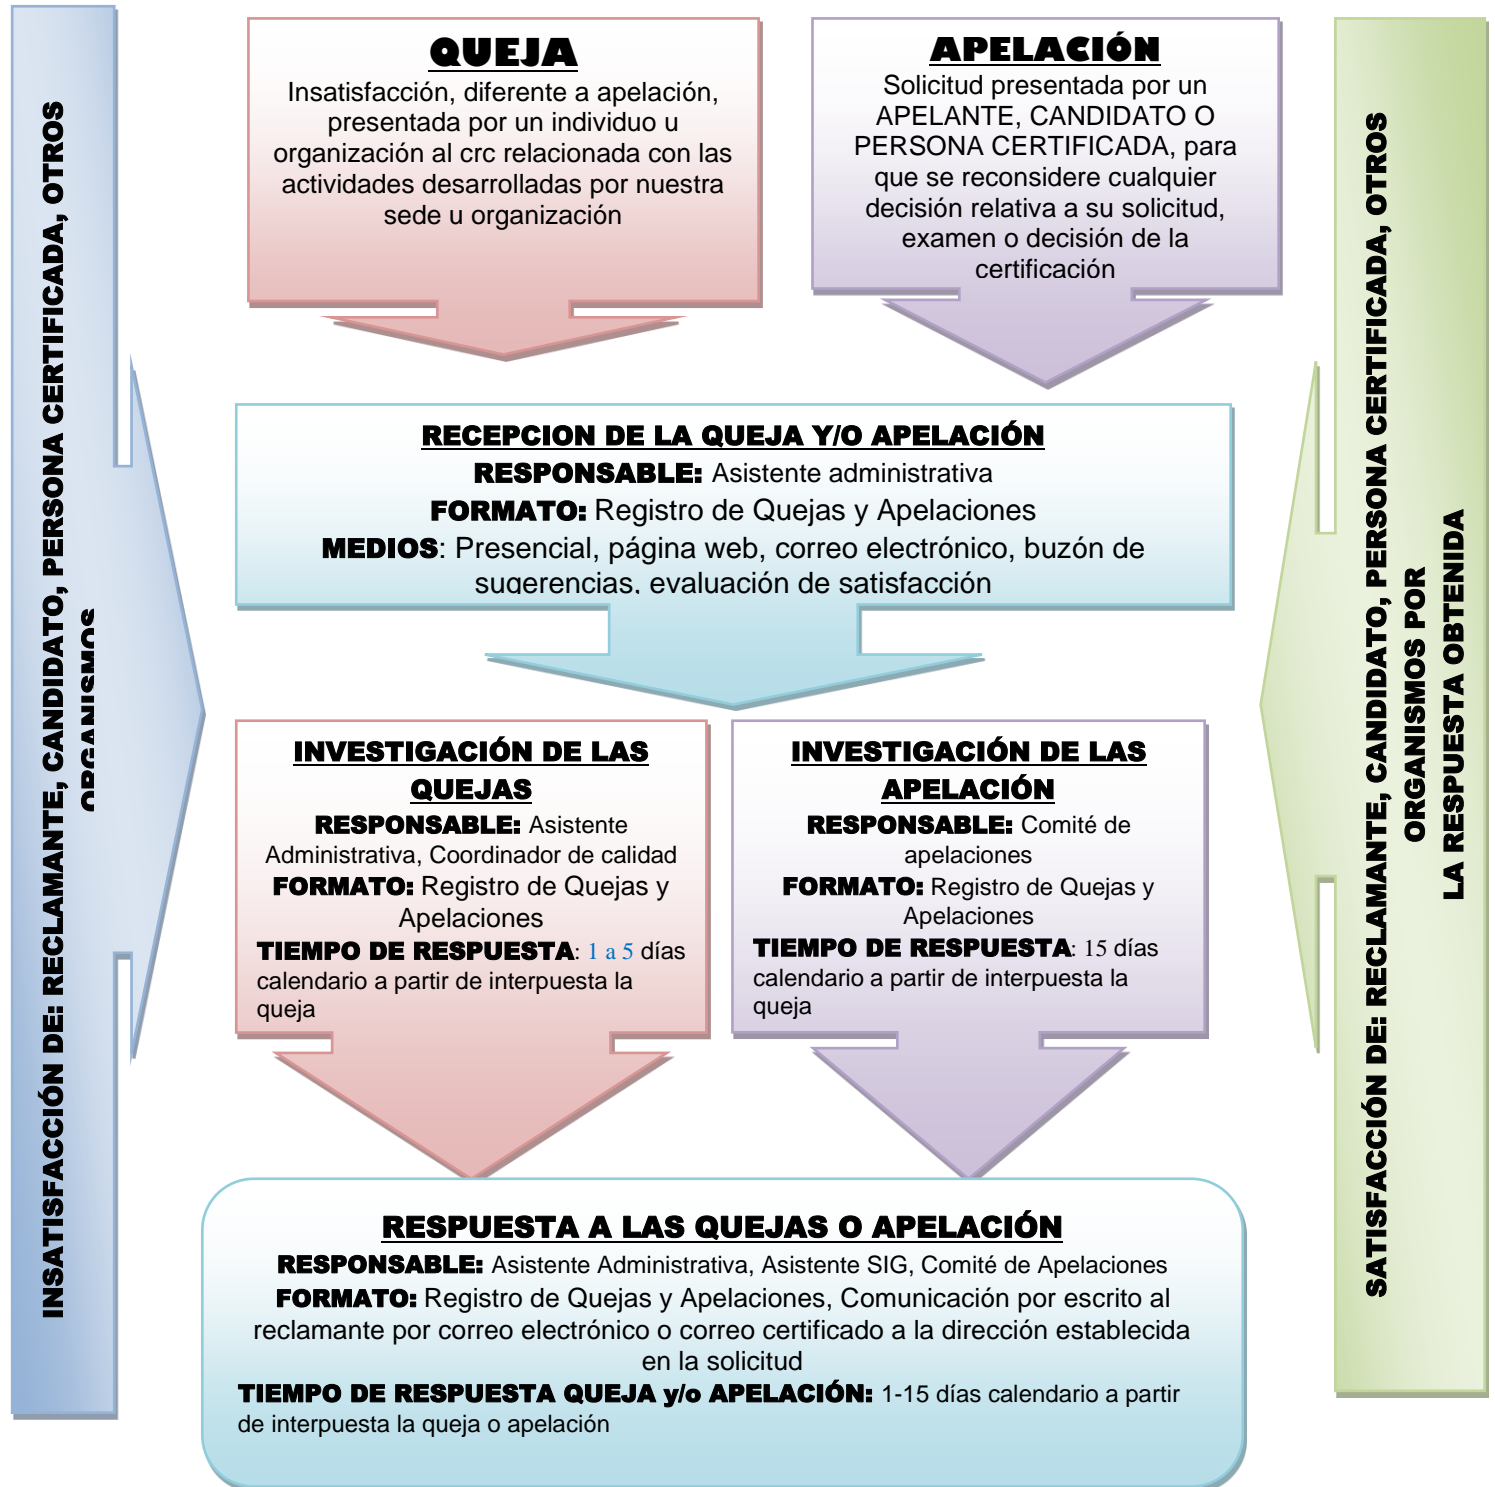 INSATISFACCIÓN DE: RECLAMANTE, CANDIDATO, PERSONA CERTIFICADA, OTROS
ORGANISMOS
QUEJA
Insatisfacción, diferente a apelación,
presentada por un individuo u
organización al crc relacionada con las
actividades desarrolladas por nuestra
sede u organización
APELACIÓN
Solicitud presentada por un
APELANTE, CANDIDATO O
PERSONA CERTIFICADA, para
que se reconsidere cualquier
decisión relativa a su solicitud,
examen o decisión de la
certificación
RECEPCION DE LA QUEJA Y/O APELACIÓN
RESPONSABLE: Asistente administrativa
FORMATO: Registro de Quejas y Apelaciones
MEDIOS: Presencial, página web, correo electrónico, buzón de
sugerencias, evaluación de satisfacción
INVESTIGACIÓN DE LAS
QUEJAS
RESPONSABLE: Asistente
Administrativa, Coordinador de calidad
FORMATO: Registro de Quejas y
Apelaciones
TIEMPO DE RESPUESTA: 1 a 5 días
calendario a partir de interpuesta la
queja
INVESTIGACIÓN DE LAS
APELACIÓN
RESPONSABLE: Comité de
apelaciones
FORMATO: Registro de Quejas y
Apelaciones
TIEMPO DE RESPUESTA: 15 días
calendario a partir de interpuesta la
queja
RESPUESTA A LAS QUEJAS O APELACIÓN
RESPONSABLE: Asistente Administrativa, Asistente SIG, Comité de Apelaciones
FORMATO: Registro de Quejas y Apelaciones, Comunicación por escrito al
reclamante por correo electrónico o correo certificado a la dirección establecida
en la solicitud
TIEMPO DE RESPUESTA QUEJA y/o APELACIÓN: 1-15 días calendario a partir
de interpuesta la queja o apelación
SATISFACCIÓN DE: RECLAMANTE, CANDIDATO, PERSONA CERTIFICADA, OTROS
ORGANISMOS POR
LA RESPUESTA OBTENIDA